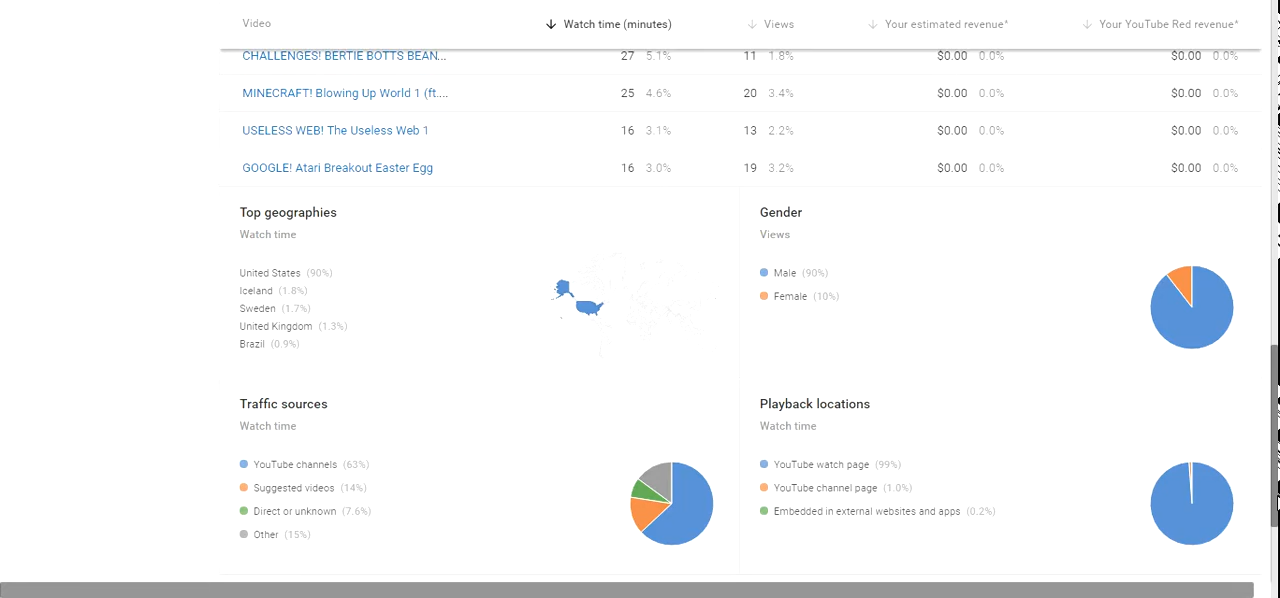 Video Watch time (minutes) Views Your estimated revenue* Your YouTube Red revenue*
CHALLENGES! BERTIE BOTTS BEAN... 27 5.1% 11 1.8% $0.00 0.0% $0.00 0.0%
MINECRAFT! Blowing Up World 1 (ft.... 25 4.6% 20 3.4% $0.00 0.0% $0.00 0.0%
USELESS WEB! The Useless Web 1 16 3.1% 13 2.2% $0.00 0.0% $0.00 0.0%
GOOGLE! Atari Breakout Easter Egg 16 3.0% 19 3.2% $0.00 0.0% $0.00 0.0%
Top geographies
Watch time
United States (90%)
Iceland (1.8%)
Sweden (1.7%)
United Kingdom (1.3%)
Brazil (0.9%)
Gender
Views
Male (90%)
Female (10%)
Traffic sources
Watch time
YouTube channels (63%)
Suggested videos (14%)
Direct or unknown (7.6%)
Other (15%)
Playback locations
Watch time
YouTube watch page (99%)
YouTube channel page (1.0%)
Embedded in external websites and apps (0.2%)